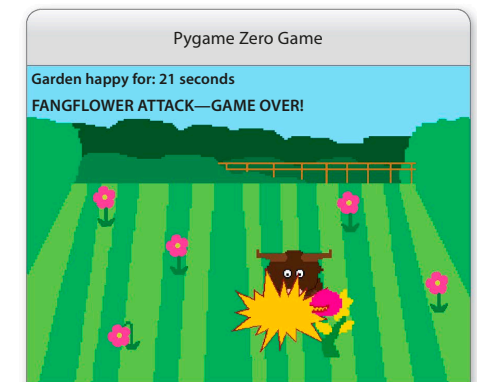 Pygame Zero Game
Garden happy for: 21 seconds
FANGFLOWER ATTACK—GAME OVER!